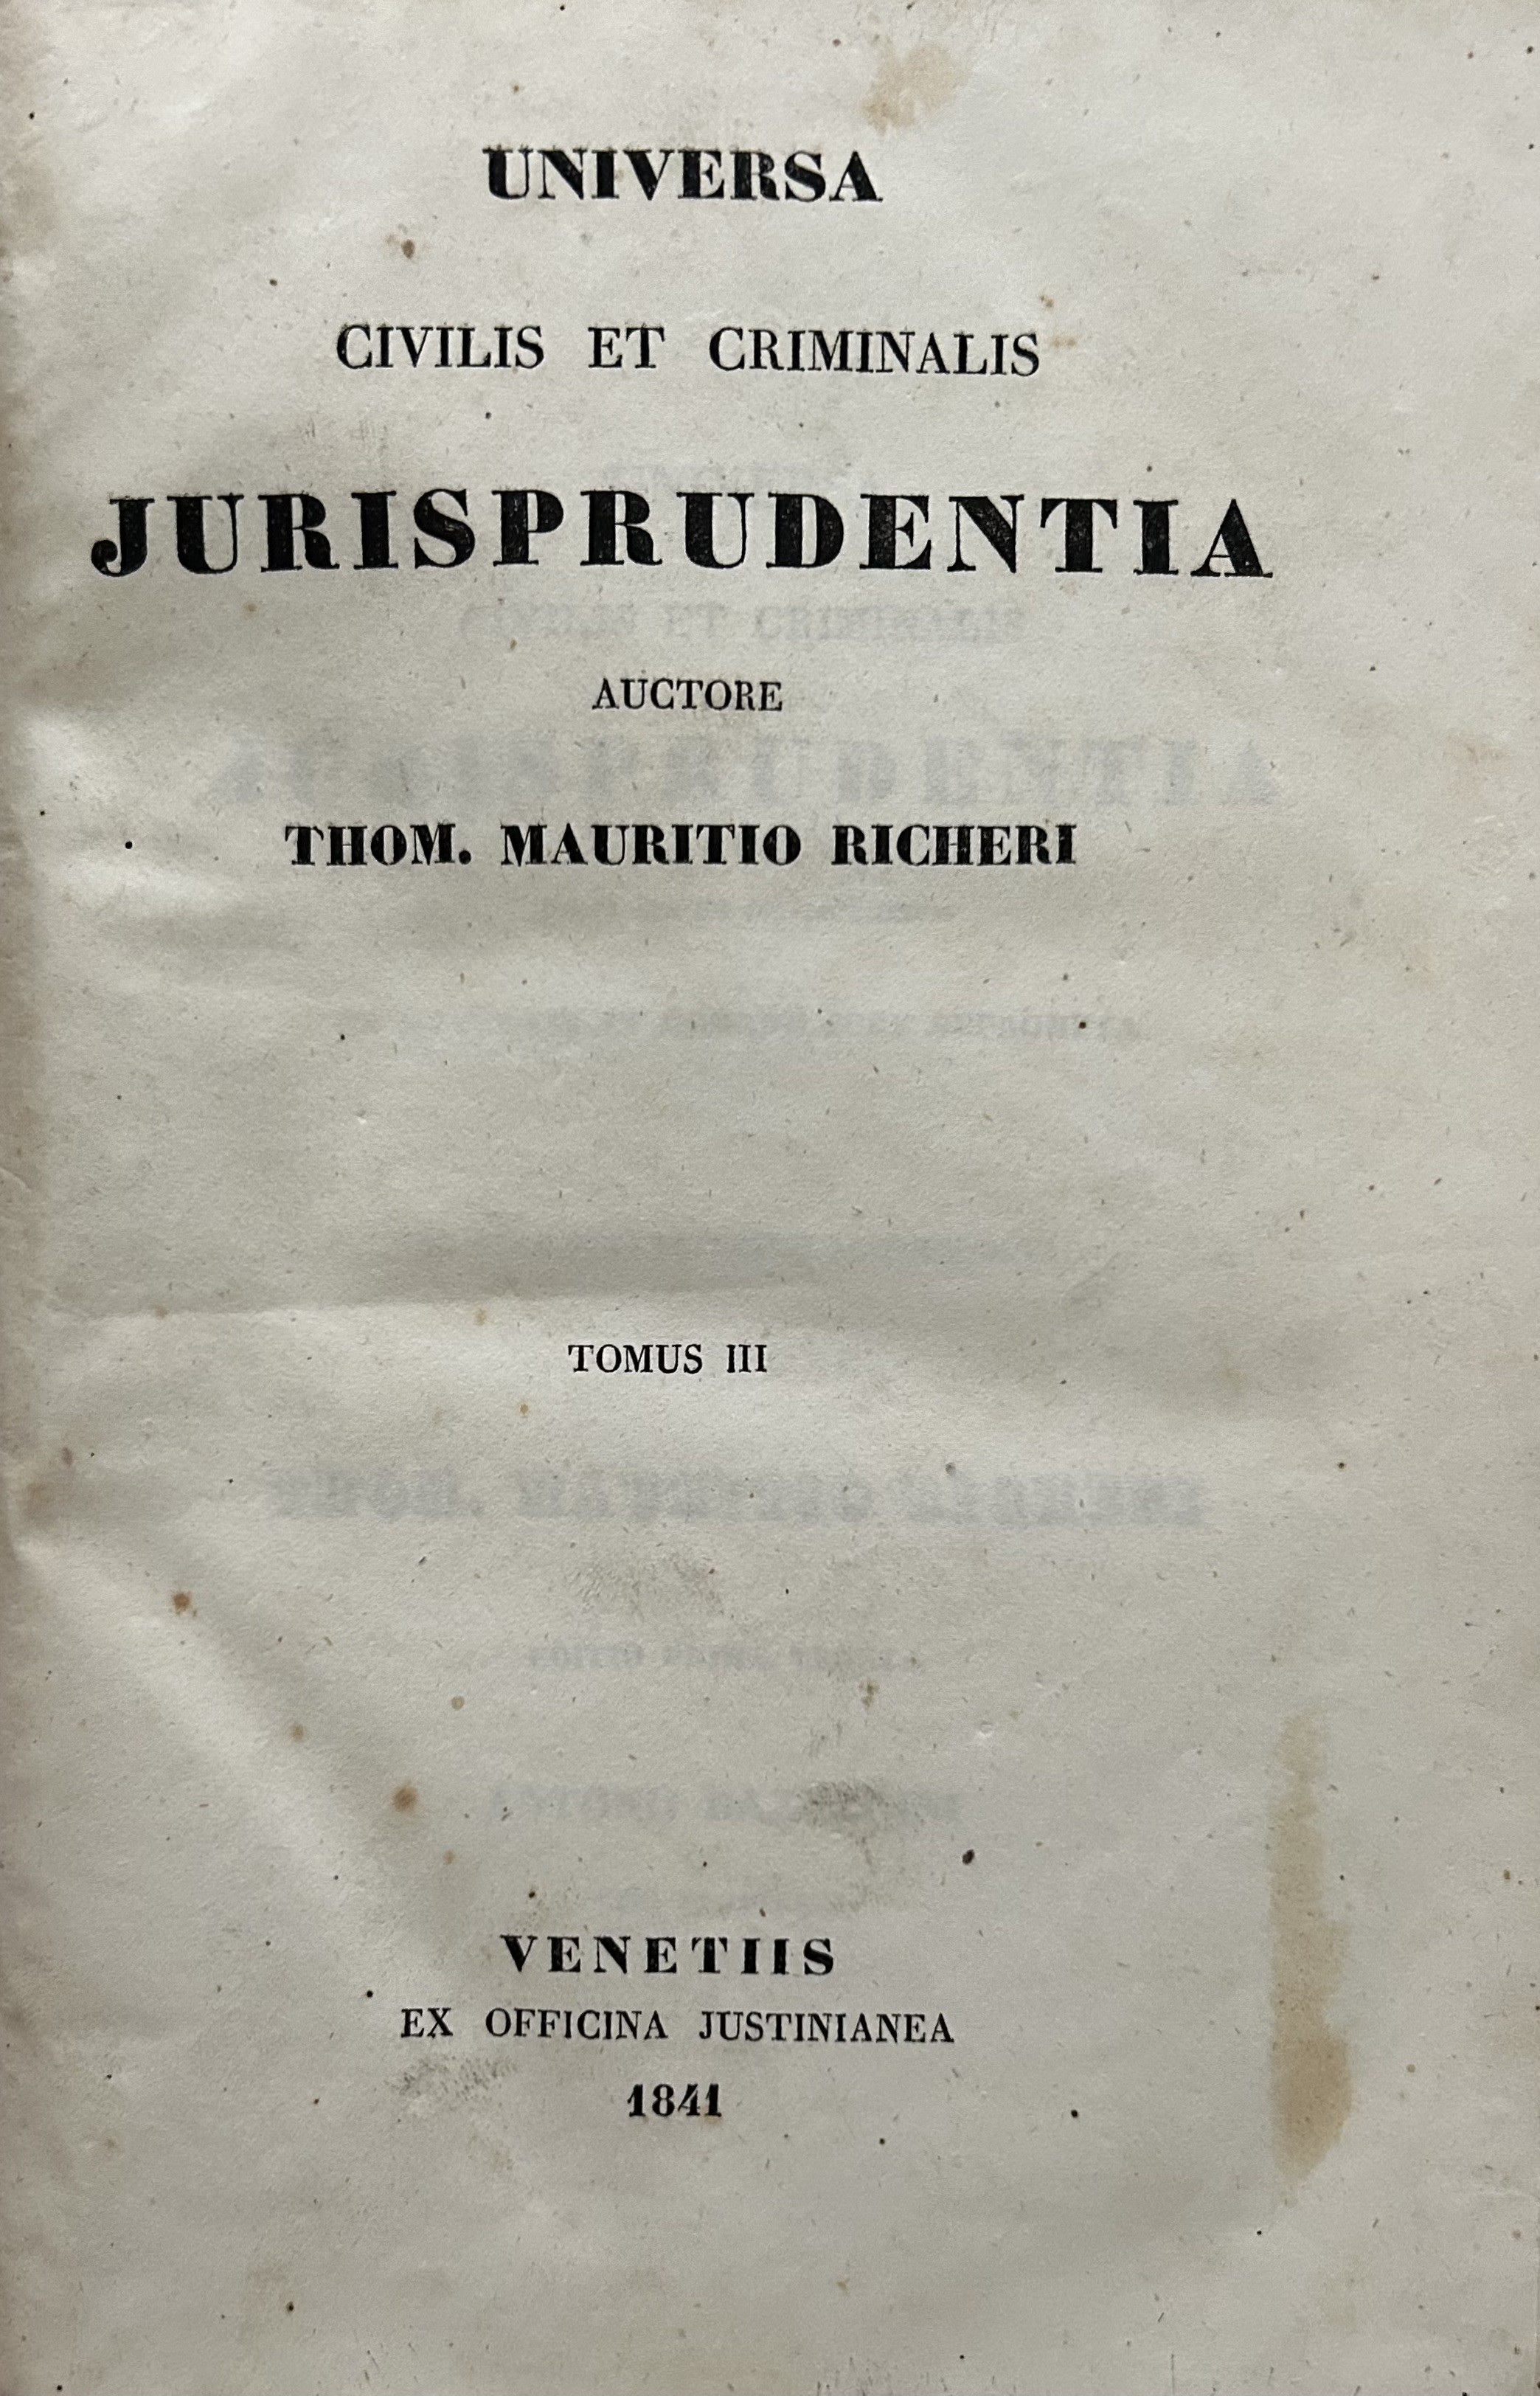 UNIVERSA
CIVILIS ET CRIMINALIS
JURISPRUDENTIA
AUCTORE
THOM. MAURITIO RICHERI
TOMUS III
VENETIIS
EX OFFICINA JUSTINIANEA
1841